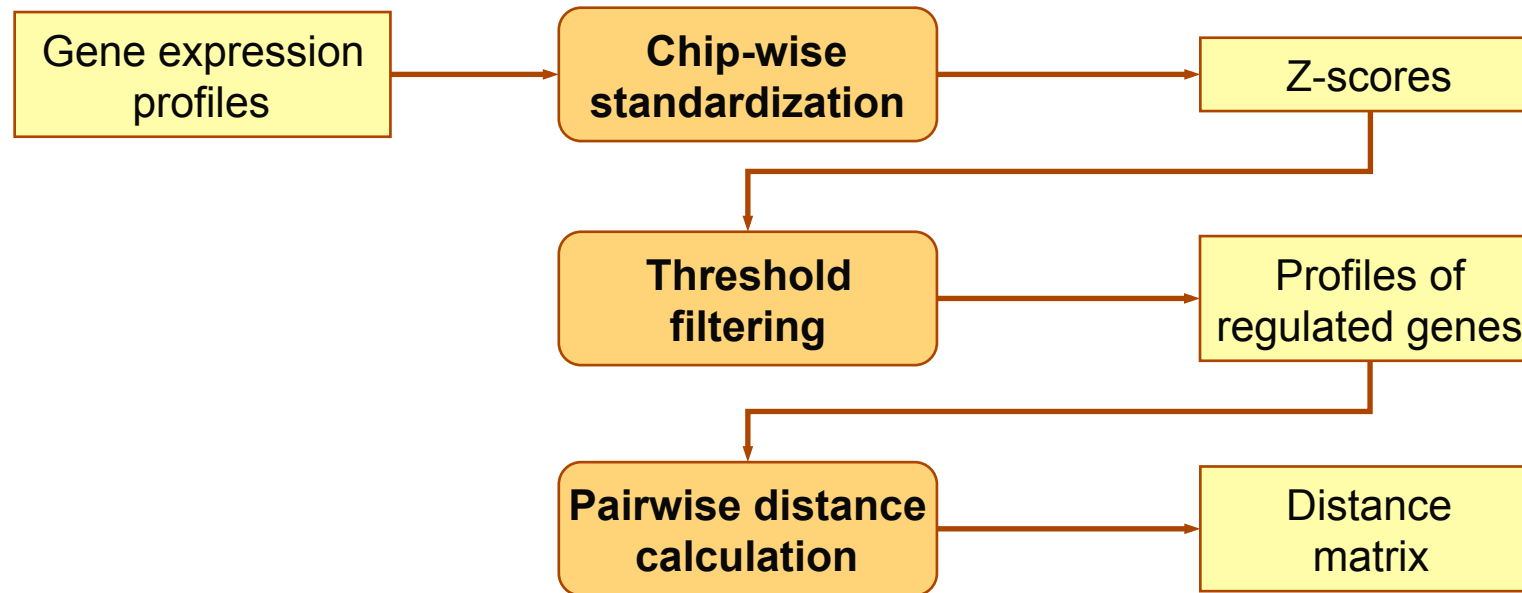 Gene expression
profiles
Chip-wise
standardization
Z-scores
Threshold
filtering
Profiles of
regulated genes
Pairwise distance
calculation
Distance
matrix